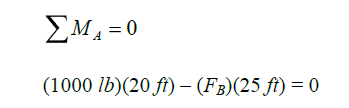 ∑M_A = 0
(1000 lb)(20 ft) – (F_B)(25 ft) = 0